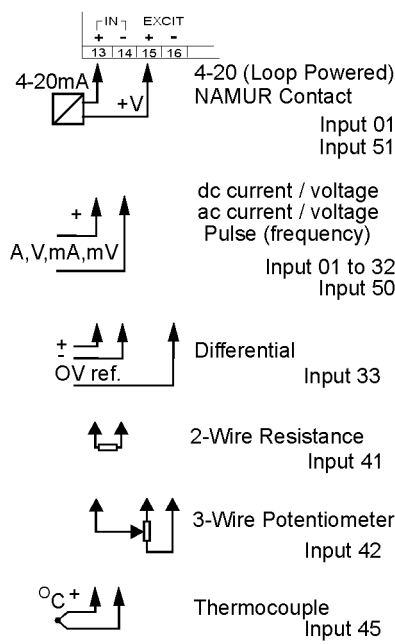 IN EXCIT
+ - + -
13 14 15 16
4-20mA
+V
4-20 (Loop Powered)
NAMUR Contact
Input 01
Input 51
+
A,V,mA,mV
dc current / voltage
ac current / voltage
Pulse (frequency)
Input 01 to 32
Input 50
+
-
OV ref.
Differential
Input 33
2-Wire Resistance
Input 41
3-Wire Potentiometer
Input 42
OC +
Thermocouple
Input 45